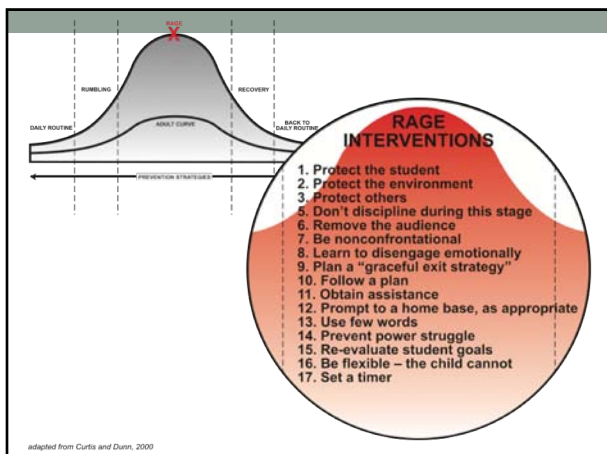 RAGE
X
RUMBLING
RECOVERY
DAILY ROUTINE
ADULT CURVE
BACK TO
DAILY ROUTINE
PREVENTION STRATEGIES
RAGE
INTERVENTIONS
1. Protect the student
2. Protect the environment
3. Protect others
5. Don't discipline during this stage
6. Remove the audience
7. Be nonconfrontational
8. Learn to disengage emotionally
9. Plan a “graceful exit strategy”
10. Follow a plan
11. Obtain assistance
12. Prompt to a home base, as appropriate
13. Use few words
14. Prevent power struggle
15. Re-evaluate student goals
16. Be flexible – the child cannot
17. Set a timer
adapted from Curtis and Dunn, 2000